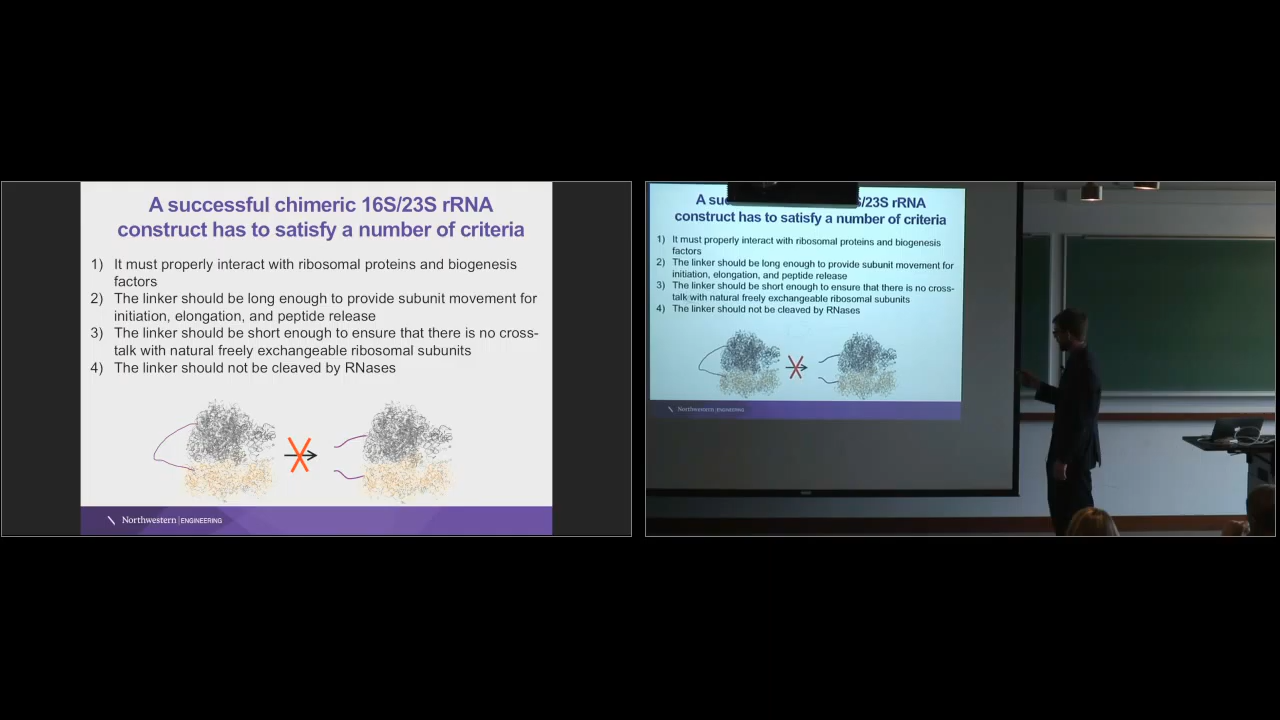 A successful chimeric 16S/23S rRNA
construct has to satisfy a number of criteria
1) It must properly interact with ribosomal proteins and biogenesis
factors
2) The linker should be long enough to provide subunit movement for
initiation, elongation, and peptide release
3) The linker should be short enough to ensure that there is no cross-
talk with natural freely exchangeable ribosomal subunits
4) The linker should not be cleaved by RNases
Northwestern | ENGINEERING
A su S/23S rRNA
construct has to satisfy a number of criteria
1) It must properly interact with ribosomal proteins and biogenesis
factors
2) The linker should be long enough to provide subunit movement for
initiation, elongation, and peptide release
3) The linker should be short enough to ensure that there is no cross-
talk with natural freely exchangeable ribosomal subunits
4) The linker should not be cleaved by RNases
Northwestern | ENGINEERING